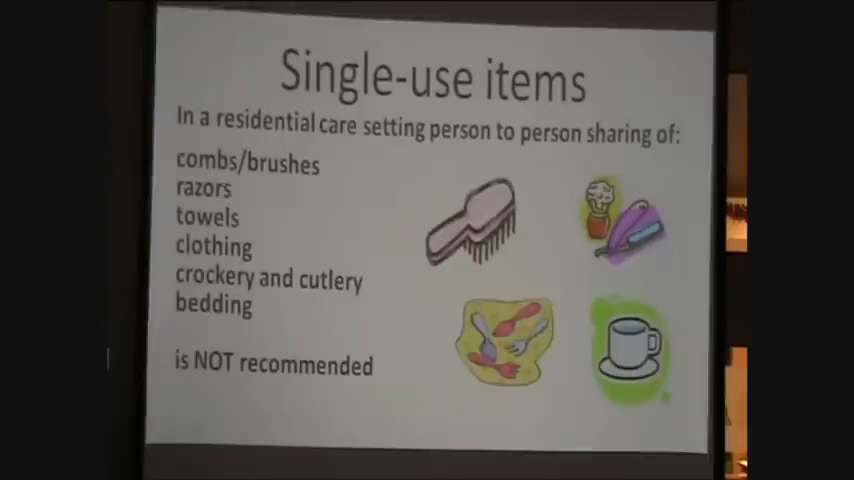 Single-use items
In a residential care setting person to person sharing of:
combs/brushes
razors
towels
clothing
crockery and cutlery
bedding
is NOT recommended